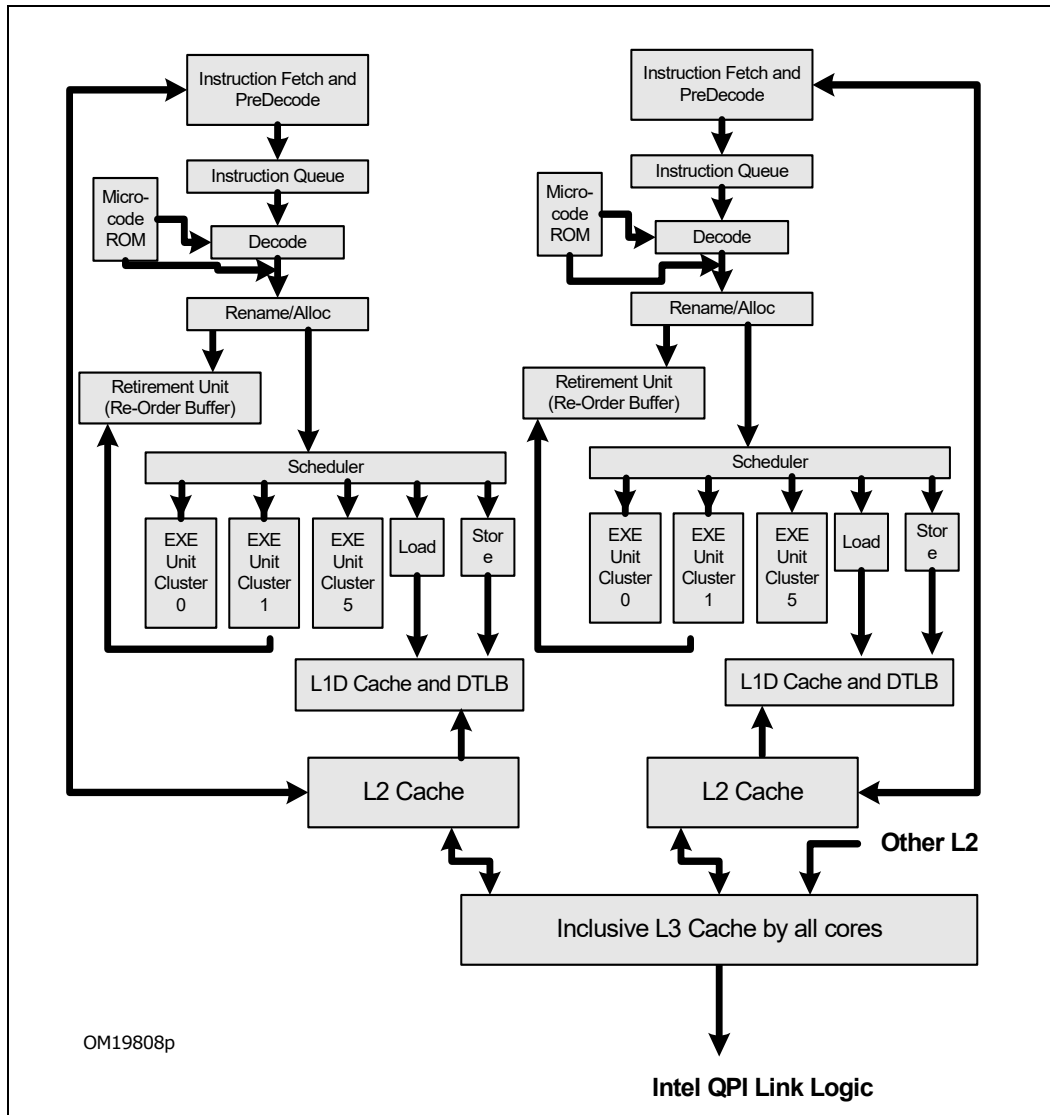 Instruction Fetch and
PreDecode
Instruction Queue
Micro-
code
ROM
Decode
Rename/Alloc
Retirement Unit
(Re-Order Buffer)
Scheduler
EXE
Unit
Cluster
0
EXE
Unit
Cluster
1
EXE
Unit
Cluster
5
Load
Stor
e
L1D Cache and DTLB
L2 Cache
Instruction Fetch and
PreDecode
Instruction Queue
Micro-
code
ROM
Decode
Rename/Alloc
Retirement Unit
(Re-Order Buffer)
Scheduler
EXE
Unit
Cluster
0
EXE
Unit
Cluster
1
EXE
Unit
Cluster
5
Load
Stor
e
L1D Cache and DTLB
L2 Cache
Other L2
Inclusive L3 Cache by all cores
OM19808p
Intel QPI Link Logic